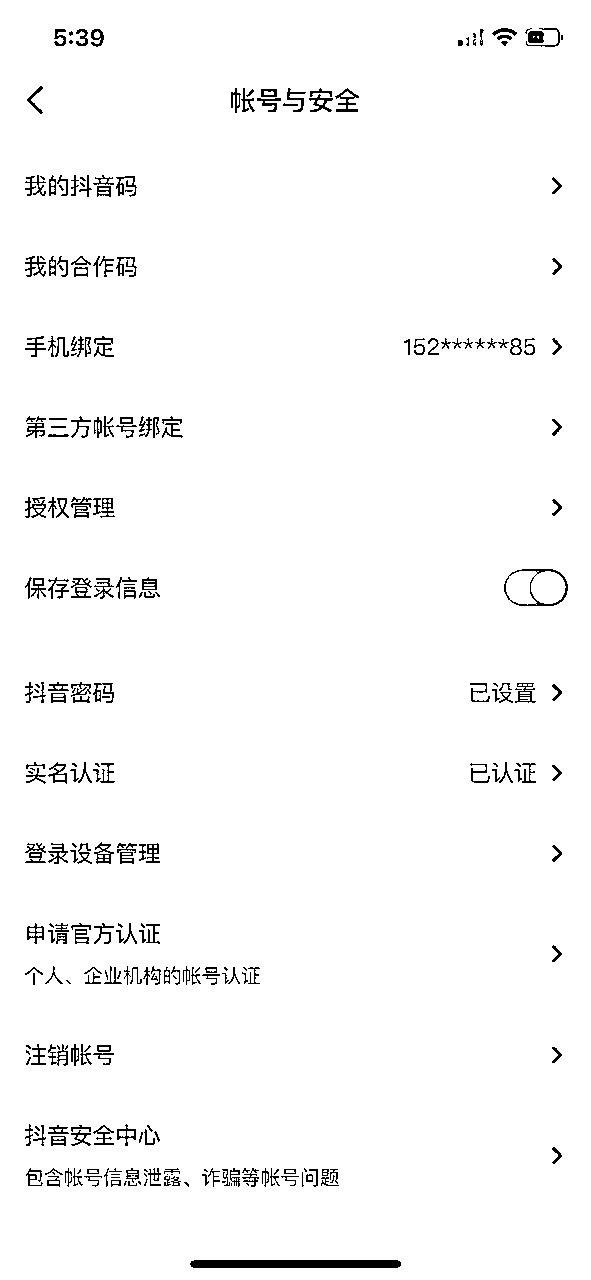 5:39
帐号与安全
我的抖音码
我的合作码
手机绑定 152******85
第三方帐号绑定
授权管理
保存登录信息
抖音密码 已设置
实名认证 已认证
登录设备管理
申请官方认证
个人、企业机构的帐号认证
注销帐号
抖音安全中心
包含帐号信息泄露、诈骗等帐号问题